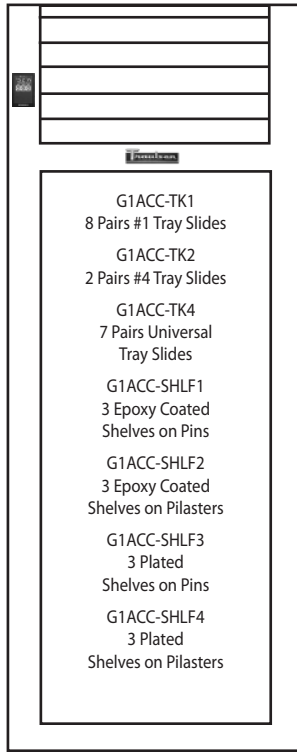 Traulsen
G1ACC-TK1
8 Pairs #1 Tray Slides
G1ACC-TK2
2 Pairs #4 Tray Slides
G1ACC-TK4
7 Pairs Universal
Tray Slides
G1ACC-SHLF1
3 Epoxy Coated
Shelves on Pins
G1ACC-SHLF2
3 Epoxy Coated
Shelves on Pilasters
G1ACC-SHLF3
3 Plated
Shelves on Pins
G1ACC-SHLF4
3 Plated
Shelves on Pilasters